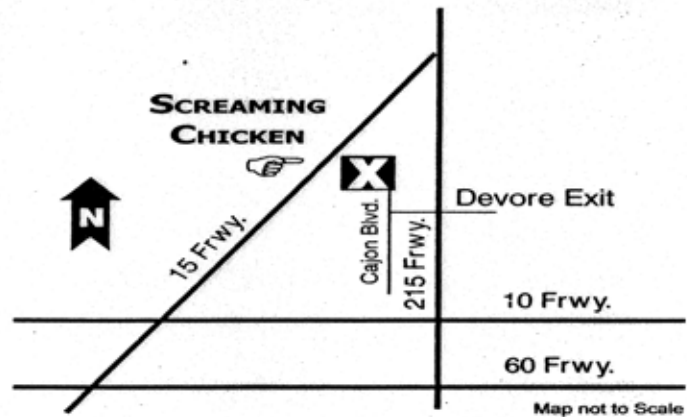 SCREAMING
CHICKEN
X
N
Devore Exit
15 Frwy.
Cajon Blvd.
215 Frwy.
10 Frwy.
60 Frwy.
Map not to Scale